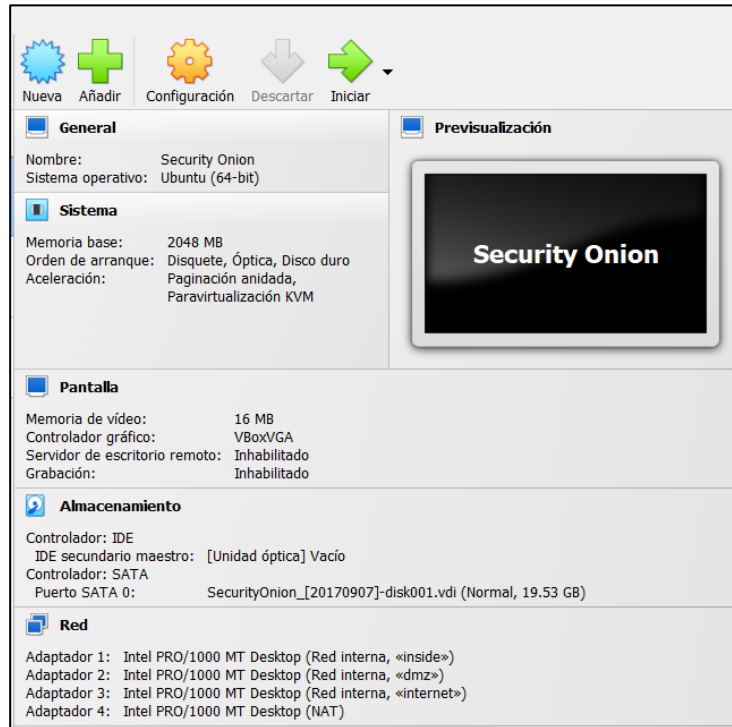 Nueva Añadir Configuración Descartar Iniciar
General
Nombre: Security Onion
Sistema operativo: Ubuntu (64-bit)
Sistema
Memoria base: 2048 MB
Orden de arranque: Disquete, Óptica, Disco duro
Aceleración: Paginación anidada,
Paravirtualización KVM
Previsualización
Security Onion
Pantalla
Memoria de vídeo: 16 MB
Controlador gráfico: VBoxVGA
Servidor de escritorio remoto: Inhabilitado
Grabación: Inhabilitado
Almacenamiento
Controlador: IDE
IDE secundario maestro: [Unidad óptica] Vacío
Controlador: SATA
Puerto SATA 0: SecurityOnion_[20170907]-disk001.vdi (Normal, 19.53 GB)
Red
Adaptador 1: Intel PRO/1000 MT Desktop (Red interna, «inside»)
Adaptador 2: Intel PRO/1000 MT Desktop (Red interna, «dmz»)
Adaptador 3: Intel PRO/1000 MT Desktop (Red interna, «internet»)
Adaptador 4: Intel PRO/1000 MT Desktop (NAT)